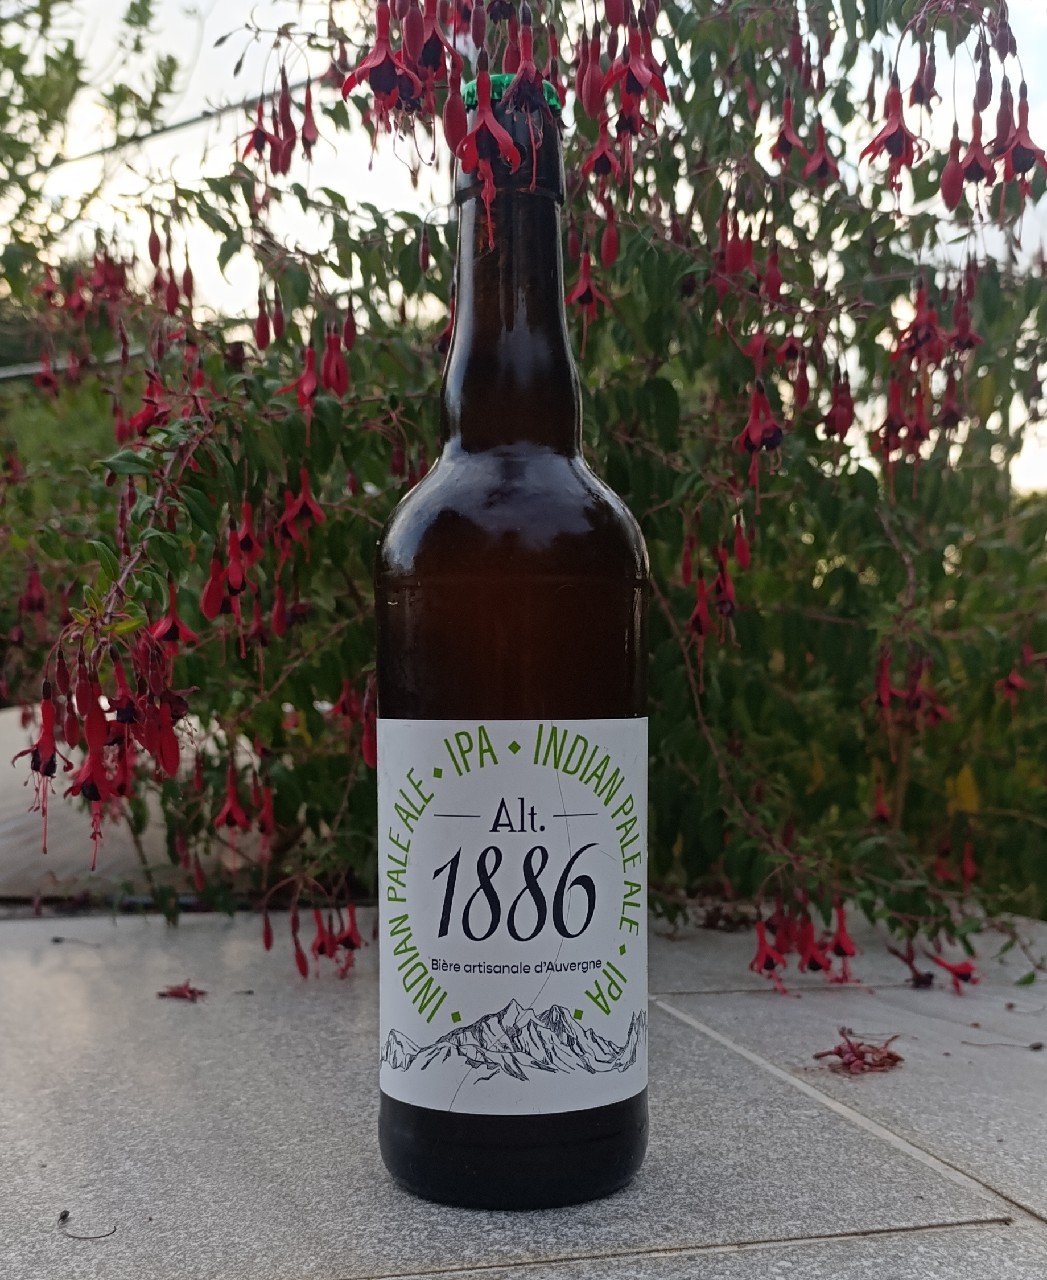 INDIAN PALE ALE • IPA • INDIAN PALE ALE • IPA •
Alt.
1886
Bière artisanale d'Auvergne